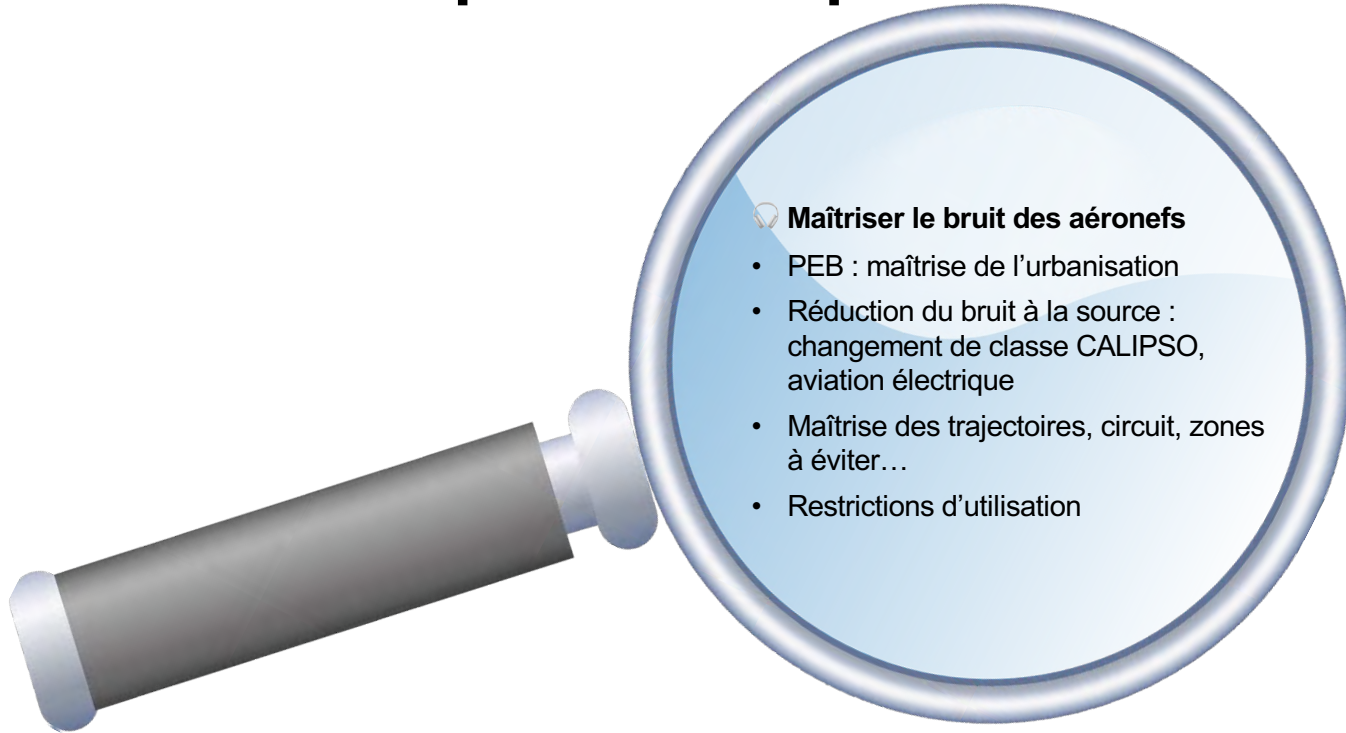 Maîtriser le bruit des aéronefs
• PEB : maîtrise de l’urbanisation
• Réduction du bruit à la source :
changement de classe CALIPSO,
aviation électrique
• Maîtrise des trajectoires, circuit, zones
à éviter…
• Restrictions d’utilisation